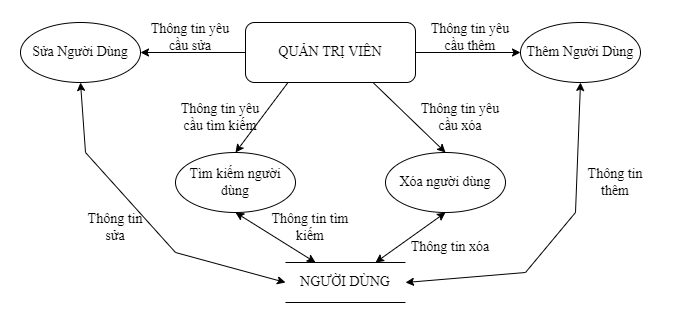 Thông tin yêu
cầu sửa
Thông tin yêu
cầu thêm
Sửa Người Dùng
QUẢN TRỊ VIÊN
Thêm Người Dùng
Thông tin yêu
cầu tìm kiếm
Thông tin yêu
cầu xóa
Tìm kiếm người
dùng
Xóa người dùng
Thông tin
thêm
Thông tin
sửa
Thông tin tìm
kiếm
Thông tin xóa
NGƯỜI DÙNG